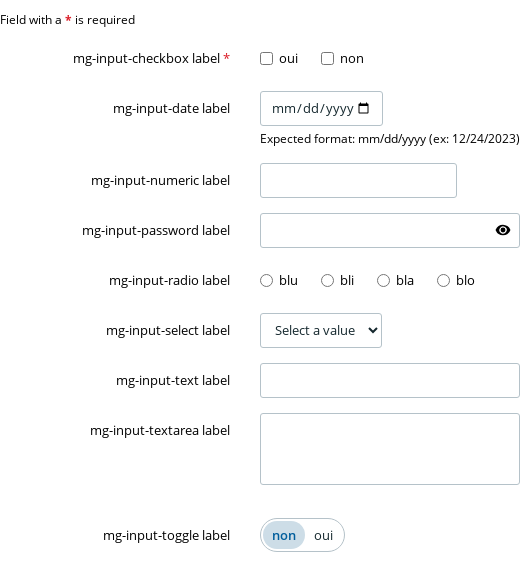 Field with a * is required
mg-input-checkbox label * oui non
mg-input-date label mm/dd/yyyy
Expected format: mm/dd/yyyy (ex: 12/24/2023)
mg-input-numeric label
mg-input-password label
mg-input-radio label blu bli bla blo
mg-input-select label Select a value
mg-input-text label
mg-input-textarea label
mg-input-toggle label non oui